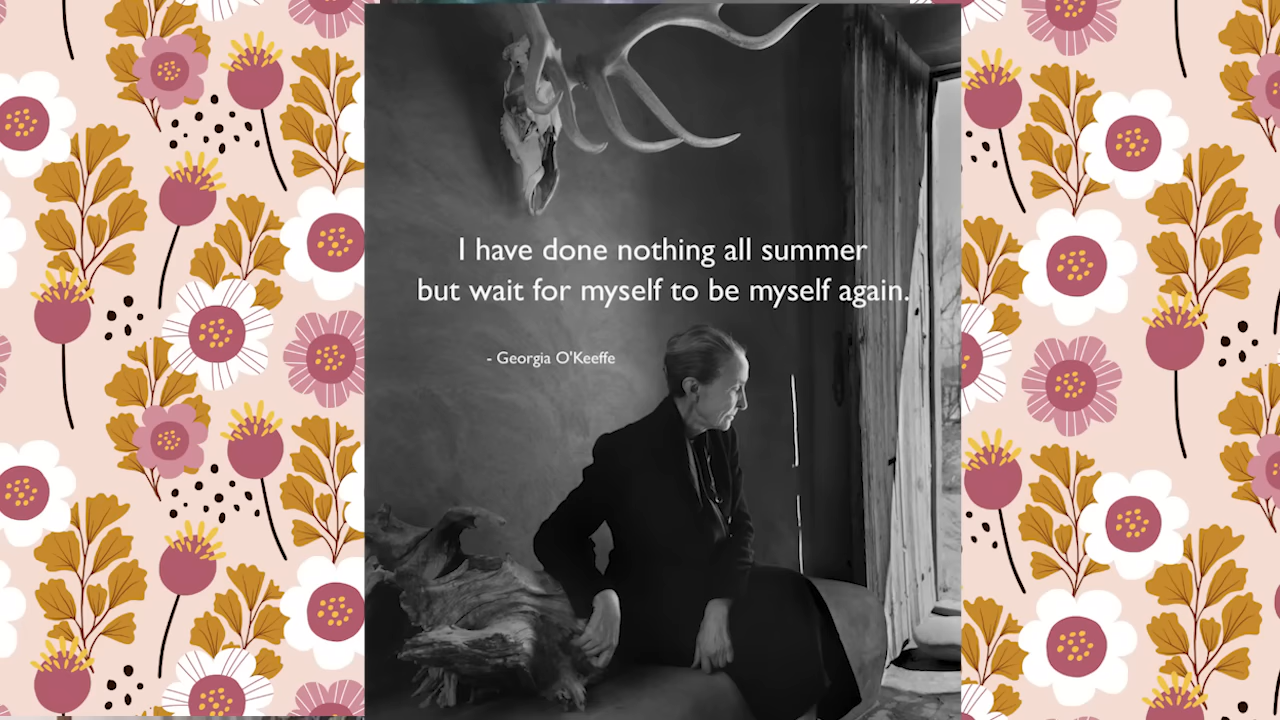 I have done nothing all summer
but wait for myself to be myself again.
- Georgia O'Keeffe